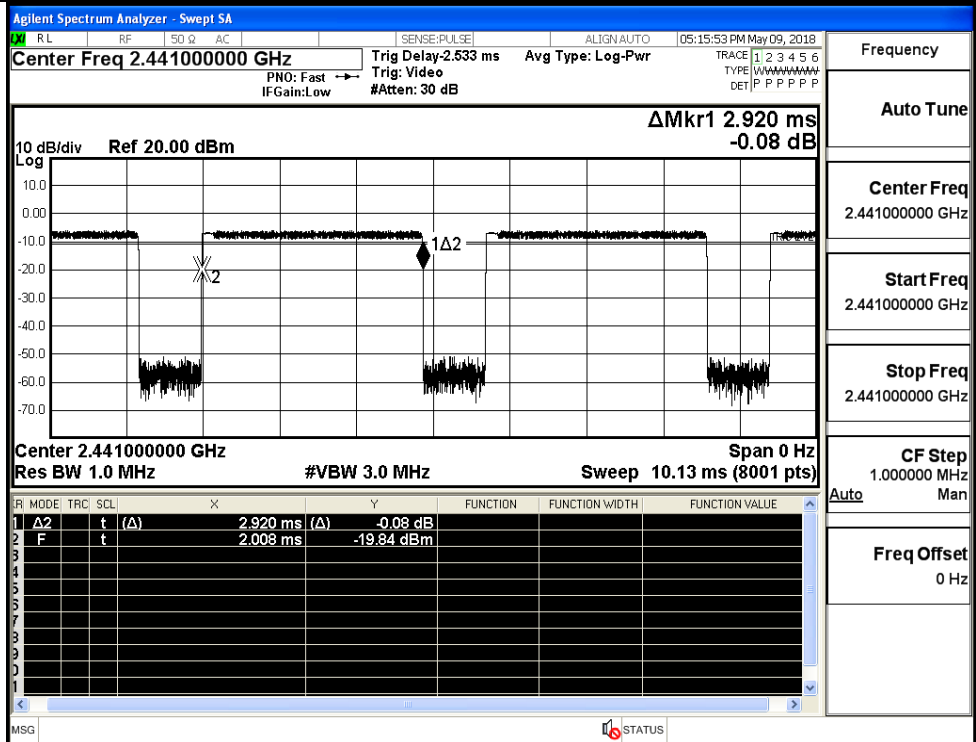 Agilent Spectrum Analyzer - Swept SA
LXI RL RF 50 Ω AC SENSE:PULSE ALIGN AUTO 05:15:53 PM May 09, 2018
Center Freq 2.441000000 GHz
PNO: Fast
IFGain:Low
Trig Delay-2.533 ms
Trig: Video
#Atten: 30 dB
Avg Type: Log-Pwr
TRACE 1 2 3 4 5 6
TYPE
DET P P P P P P
ΔMkr1 2.920 ms
-0.08 dB
10 dB/div Ref 20.00 dBm
Log
10.0
0.00
-10.0
-20.0
-30.0
-40.0
-50.0
-60.0
-70.0
1Δ2
2
Center 2.441000000 GHz Span 0 Hz
Res BW 1.0 MHz #VBW 3.0 MHz Sweep 10.13 ms (8001 pts)
MODE TRC SCL X Y FUNCTION FUNCTION WIDTH FUNCTION VALUE
1 Δ2 t (Δ) 2.920 ms (Δ) -0.08 dB
2 F t 2.008 ms -19.84 dBm
3
4
5
6
7
8
9
MSG STATUS
Frequency
Auto Tune
Center Freq
2.441000000 GHz
Start Freq
2.441000000 GHz
Stop Freq
2.441000000 GHz
CF Step
1.000000 MHz
Auto Man
Freq Offset
0 Hz